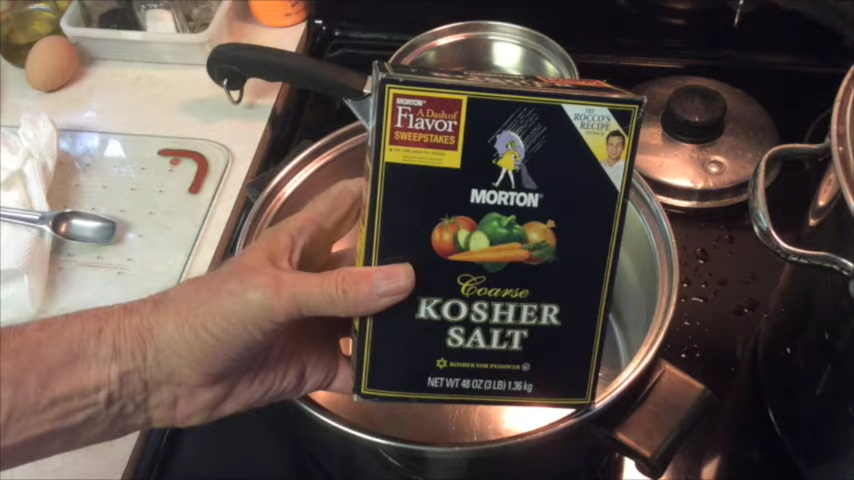 MORTON
A Dash of
Flavor
SWEEPSTAKES
ROCCO'S
RECIPE
MORTON
Coarse
KOSHER
SALT
KOSHER FOR PASSOVER
NET WT 48 OZ (3 LB) 1.36 kg